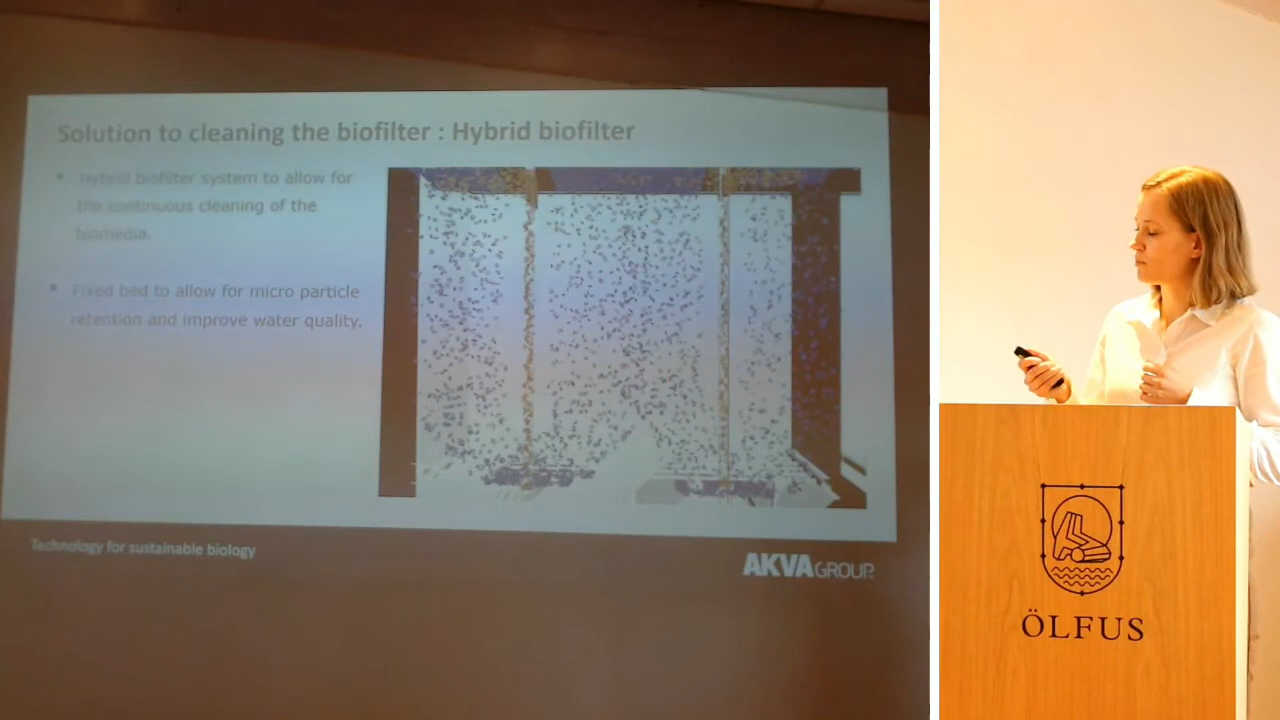 Solution to cleaning the biofilter : Hybrid biofilter
• Hybrid biofilter system to allow for
the continuous cleaning of the
biomedia.
• Fixed bed to allow for micro particle
retention and improve water quality.
Technology for sustainable biology
AKVA GROUP
ÖLFUS